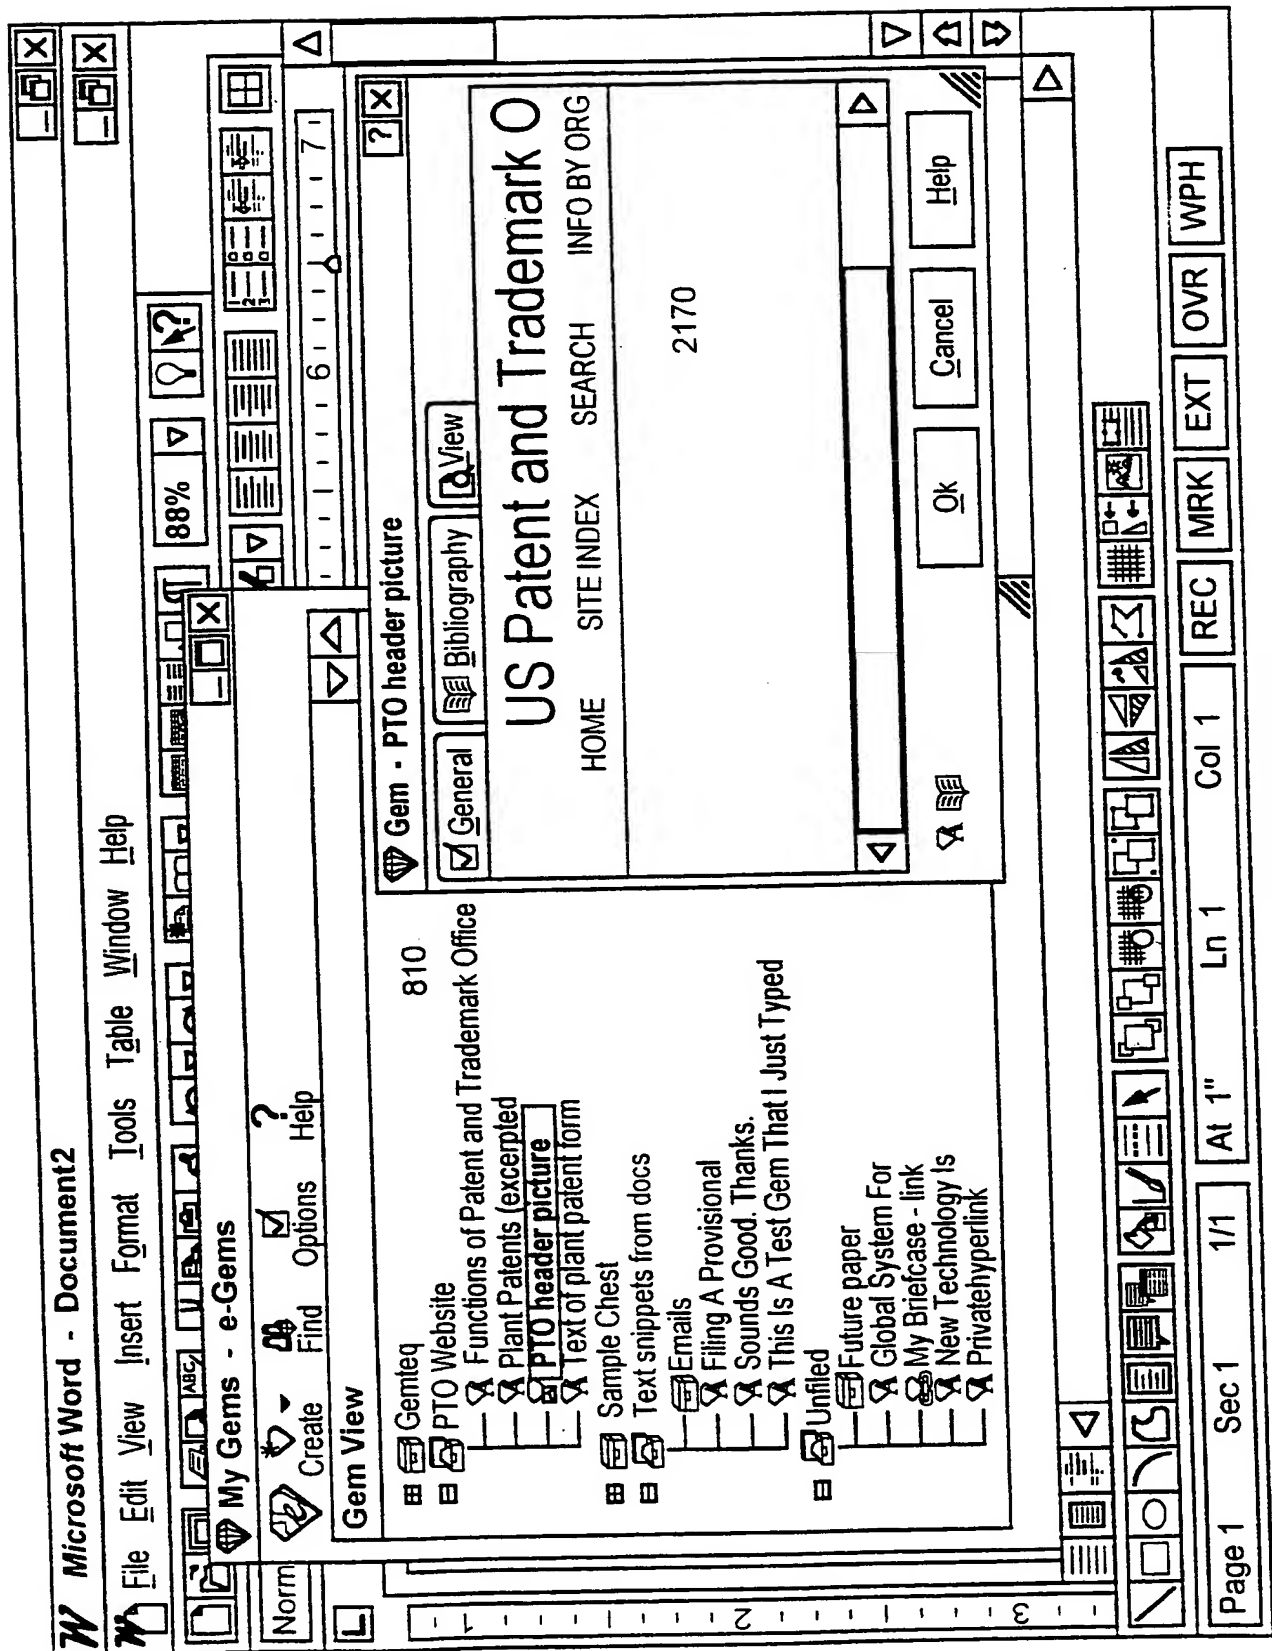 W Microsoft Word - Document2
File Edit View Insert Format Tools Table Window Help
ABC
88%
My Gems - e-Gems
Norm
Create Find Options Help
6 7
L
Gem View
810
Gemteq
PTO Website
Functions of Patent and Trademark Office
Plant Patents (excerpted
PTO header picture
Text of plant patent form
Sample Chest
Text snippets from docs
Emails
Filing A Provisional
Sounds Good. Thanks.
This Is A Test Gem That I Just Typed
Unfiled
Future paper
Global System For
My Briefcase - link
New Technology Is
Privatehyperlink
Gem - PTO header picture
General Bibliography View
US Patent and Trademark O
HOME SITE INDEX SEARCH INFO BY ORG
2170
Ok Cancel Help
1
2
3
Page 1 Sec1 1/1 At 1" Ln 1 Col 1 REC MRK EXT OVR WPH